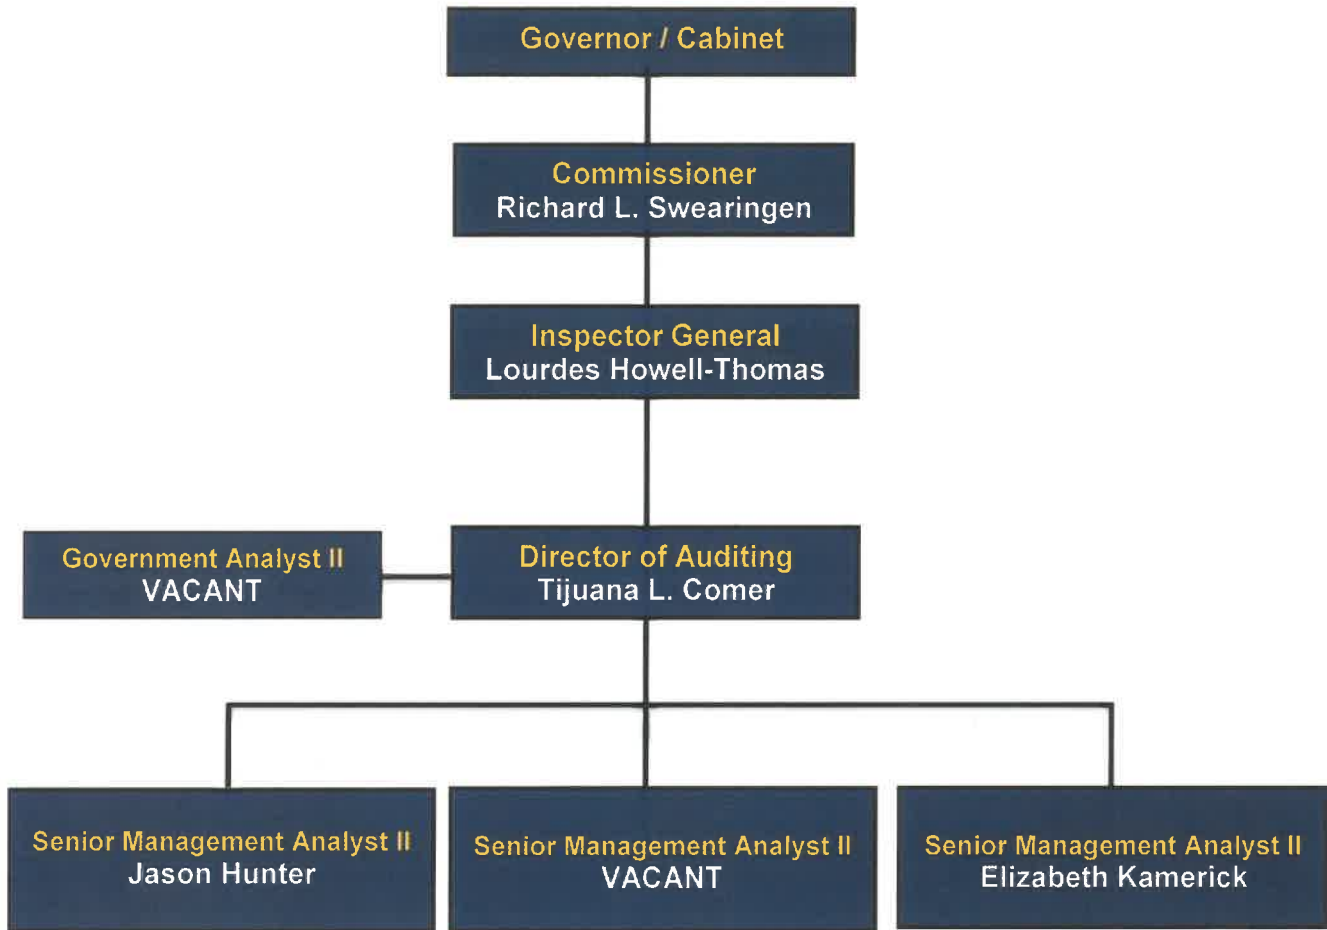 Governor / Cabinet
Commissioner
Richard L. Swearingen
Inspector General
Lourdes Howell-Thomas
Government Analyst II
VACANT
Director of Auditing
Tijuana L. Comer
Senior Management Analyst II
Jason Hunter
Senior Management Analyst II
VACANT
Senior Management Analyst II
Elizabeth Kamerick